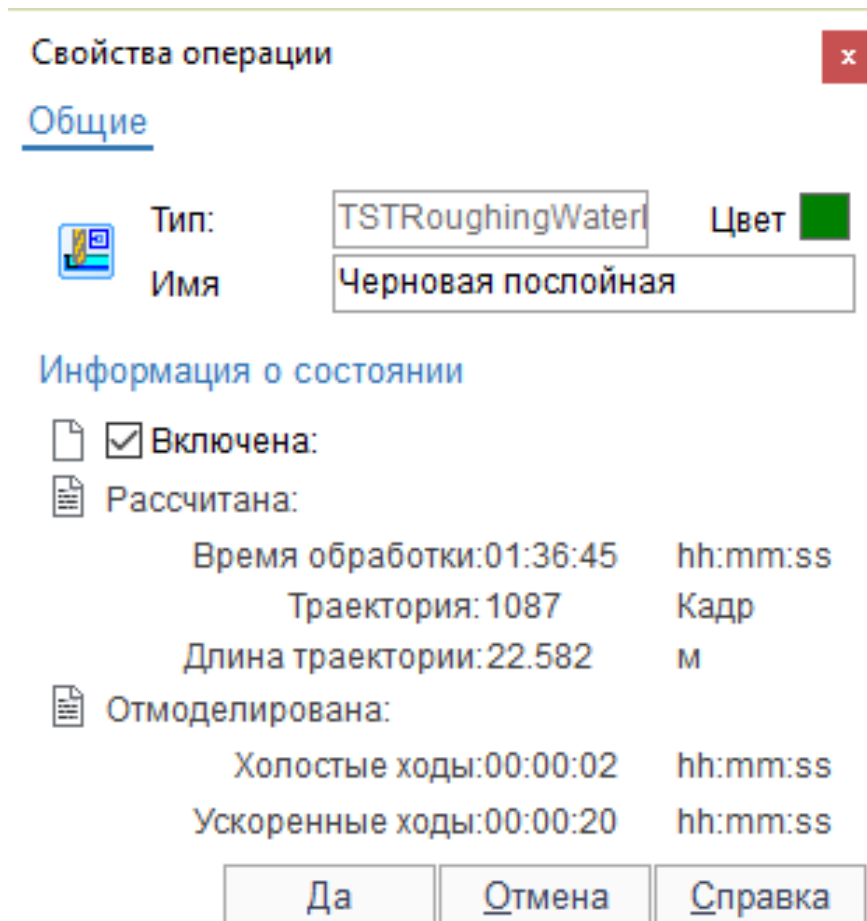 Свойства операции x
Общие
Тип: TSTRoughingWaterl Цвет
Имя Черновая послойная
Информация о состоянии
Включена:
Рассчитана:
Время обработки:01:36:45 hh:mm:ss
Траектория:1087 Кадр
Длина траектории:22.582 м
Отмоделирована:
Холостые ходы:00:00:02 hh:mm:ss
Ускоренные ходы:00:00:20 hh:mm:ss
Да Отмена Справка